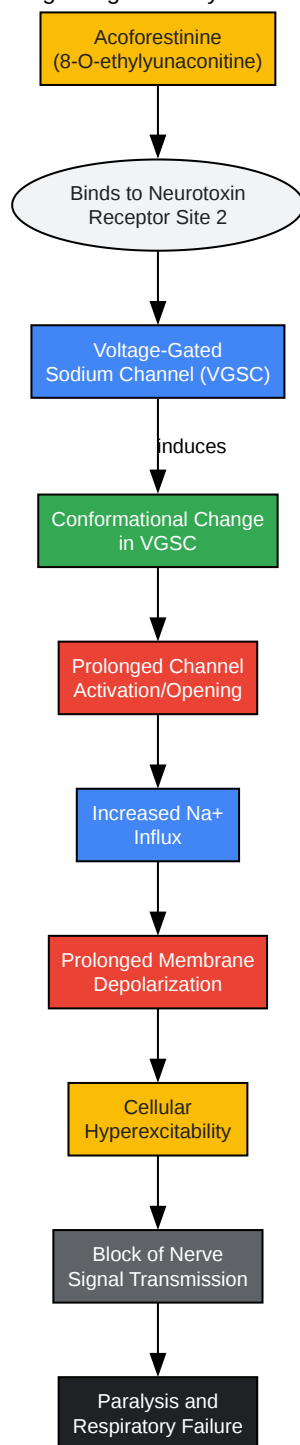 Acoforestinine
(8-O-ethylyunaconitine)
Binds to Neurotoxin
Receptor Site 2
Voltage-Gated
Sodium Channel (VGSC)
induces
Conformational Change
in VGSC
Prolonged Channel
Activation/Opening
Increased Na+
Influx
Prolonged Membrane
Depolarization
Cellular
Hyperexcitability
Block of Nerve
Signal Transmission
Paralysis and
Respiratory Failure